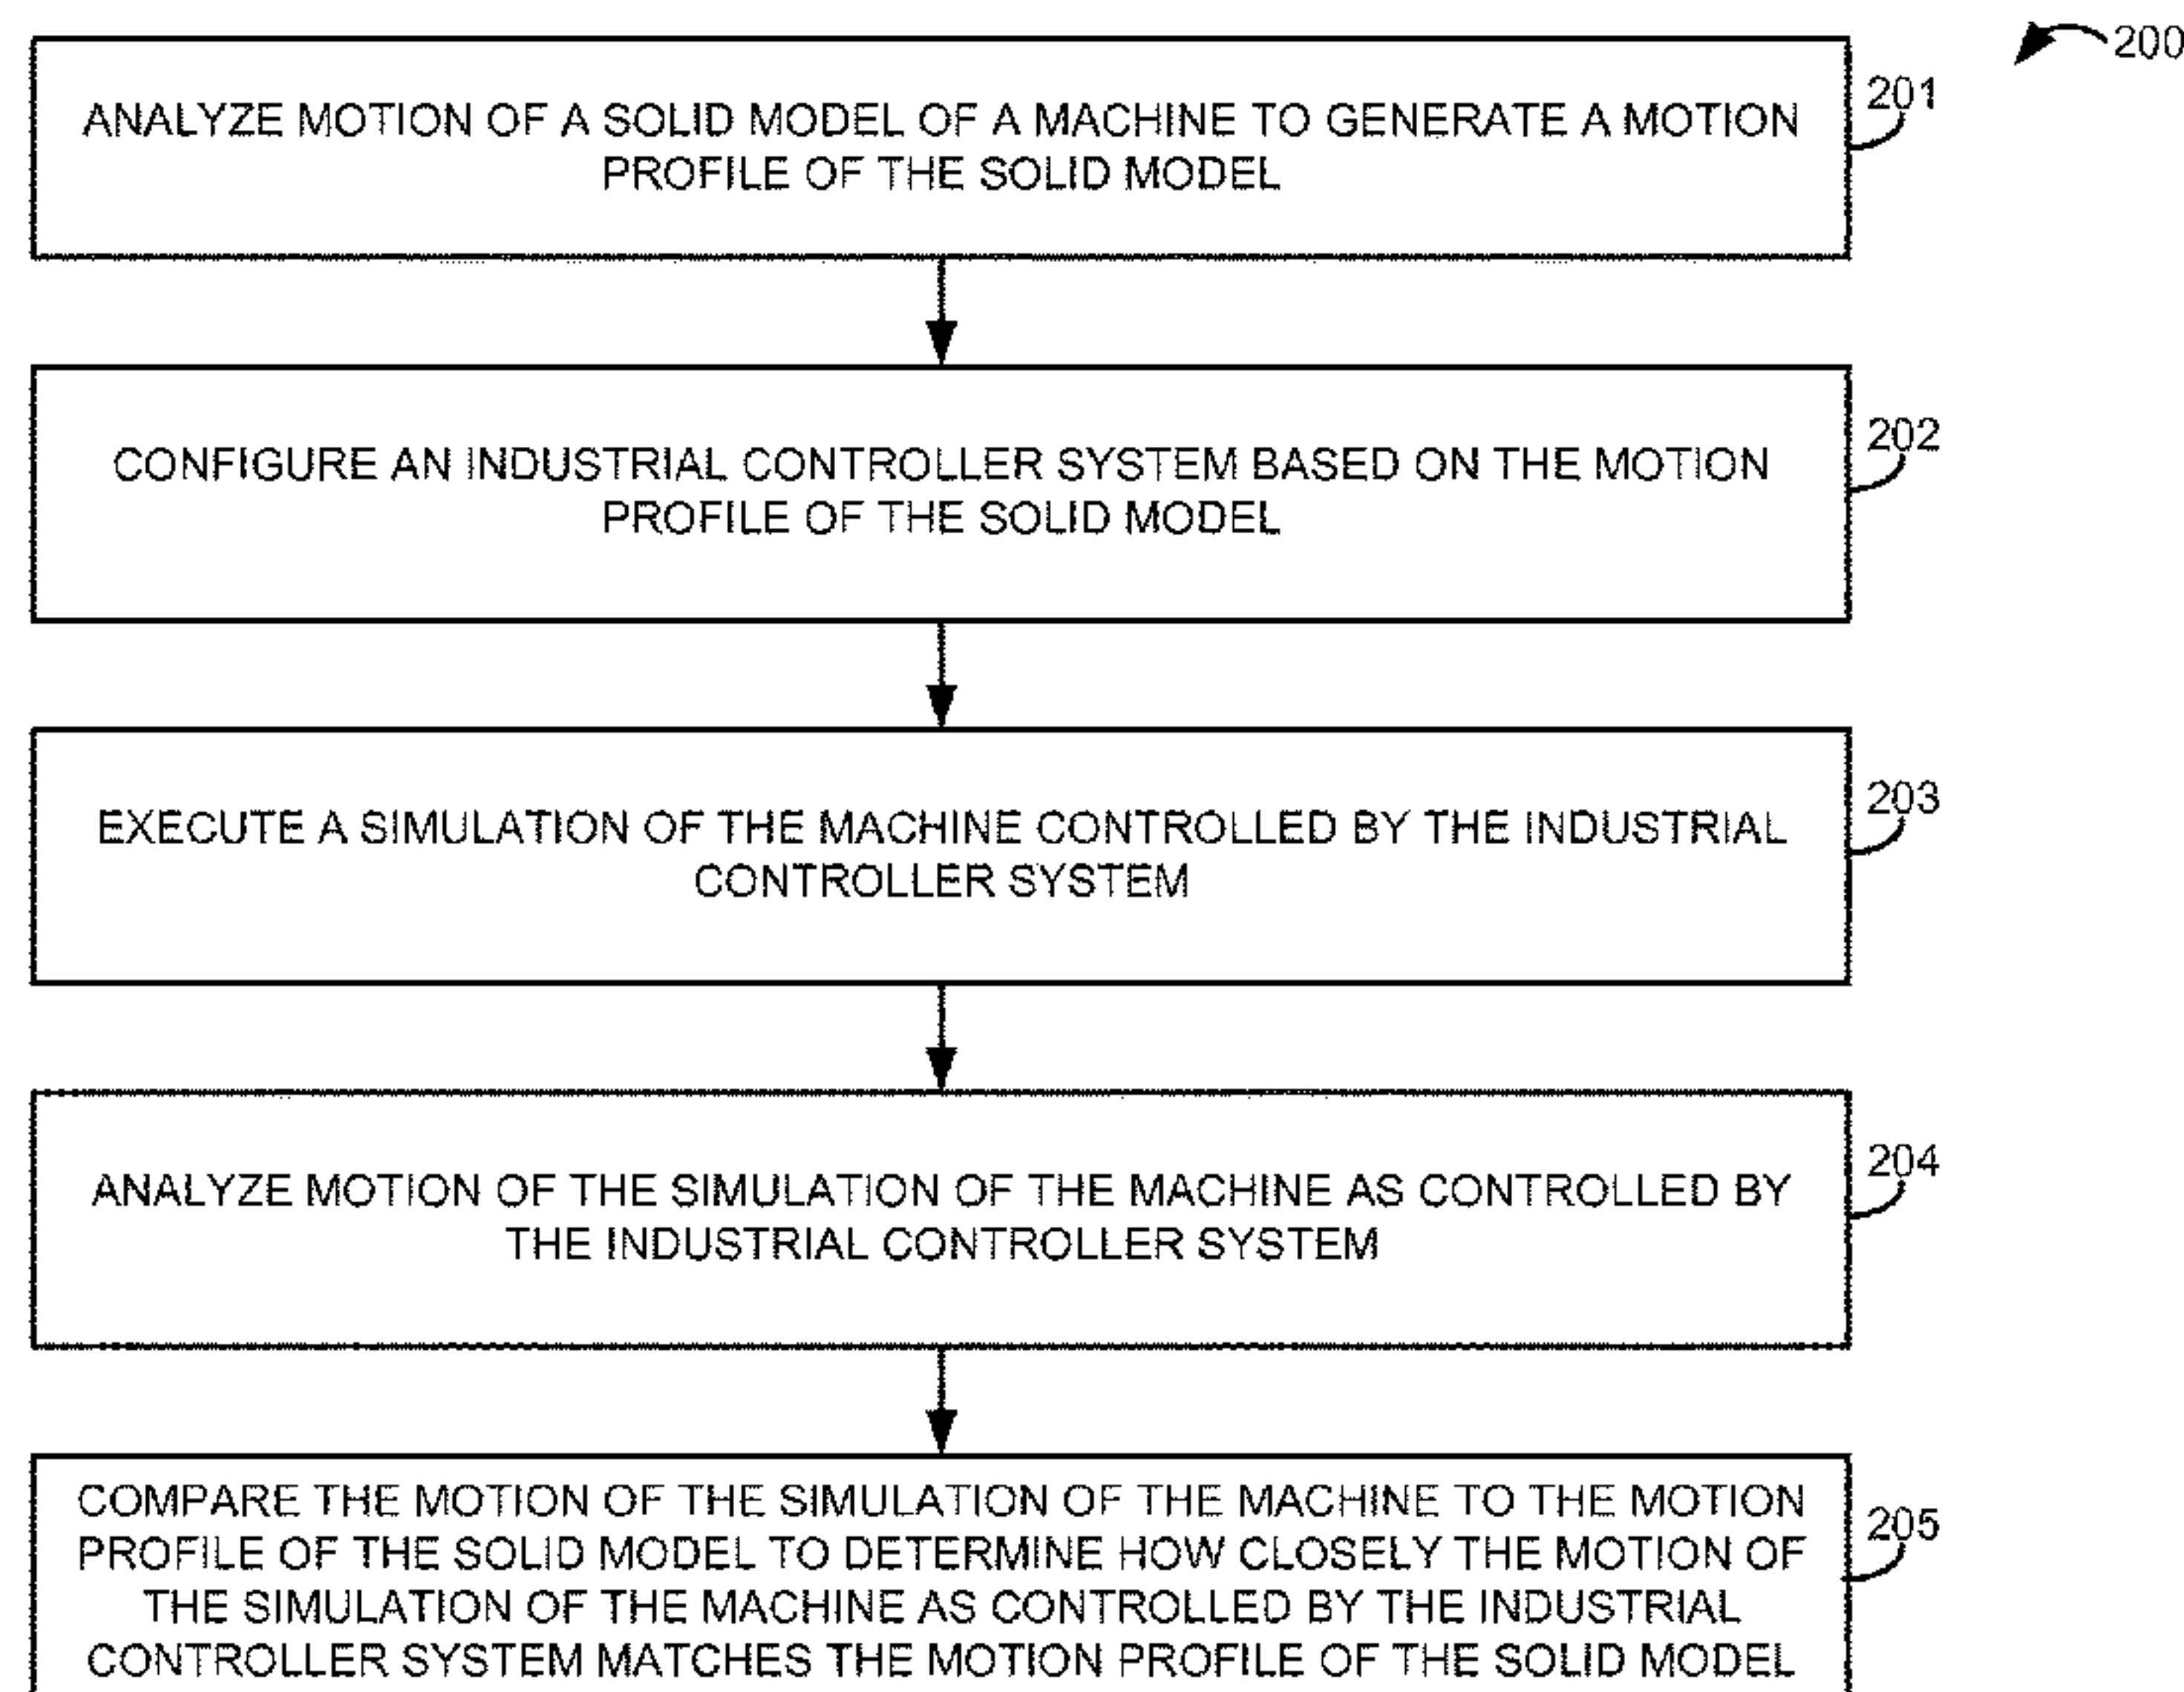 200
ANALYZE MOTION OF A SOLID MODEL OF A MACHINE TO GENERATE A MOTION
PROFILE OF THE SOLID MODEL
201
CONFIGURE AN INDUSTRIAL CONTROLLER SYSTEM BASED ON THE MOTION
PROFILE OF THE SOLID MODEL
202
EXECUTE A SIMULATION OF THE MACHINE CONTROLLED BY THE INDUSTRIAL
CONTROLLER SYSTEM
203
ANALYZE MOTION OF THE SIMULATION OF THE MACHINE AS CONTROLLED BY
THE INDUSTRIAL CONTROLLER SYSTEM
204
COMPARE THE MOTION OF THE SIMULATION OF THE MACHINE TO THE MOTION
PROFILE OF THE SOLID MODEL TO DETERMINE HOW CLOSELY THE MOTION OF
THE SIMULATION OF THE MACHINE AS CONTROLLED BY THE INDUSTRIAL
CONTROLLER SYSTEM MATCHES THE MOTION PROFILE OF THE SOLID MODEL
205